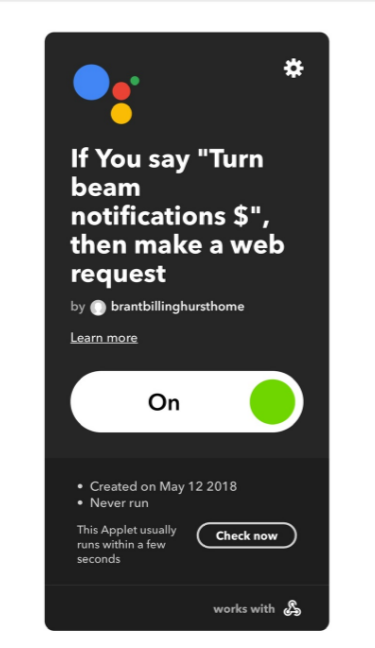 If You say "Turn
beam
notifications $",
then make a web
request
by brantbillinghursthome
Learn more
On
• Created on May 12 2018
• Never run
This Applet usually
runs within a few
seconds
Check now
works with